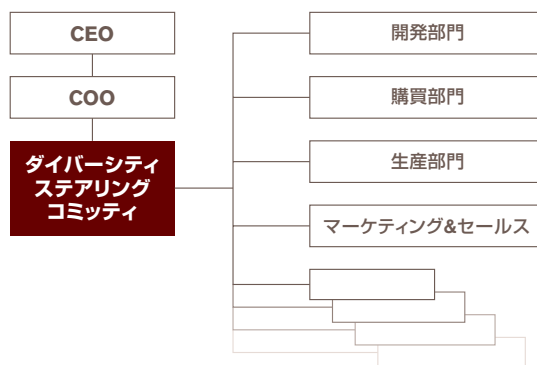 CEO
COO
ダイバーシティ
ステアリング
コミッティ
開発部門
購買部門
生産部門
マーケティング&セールス